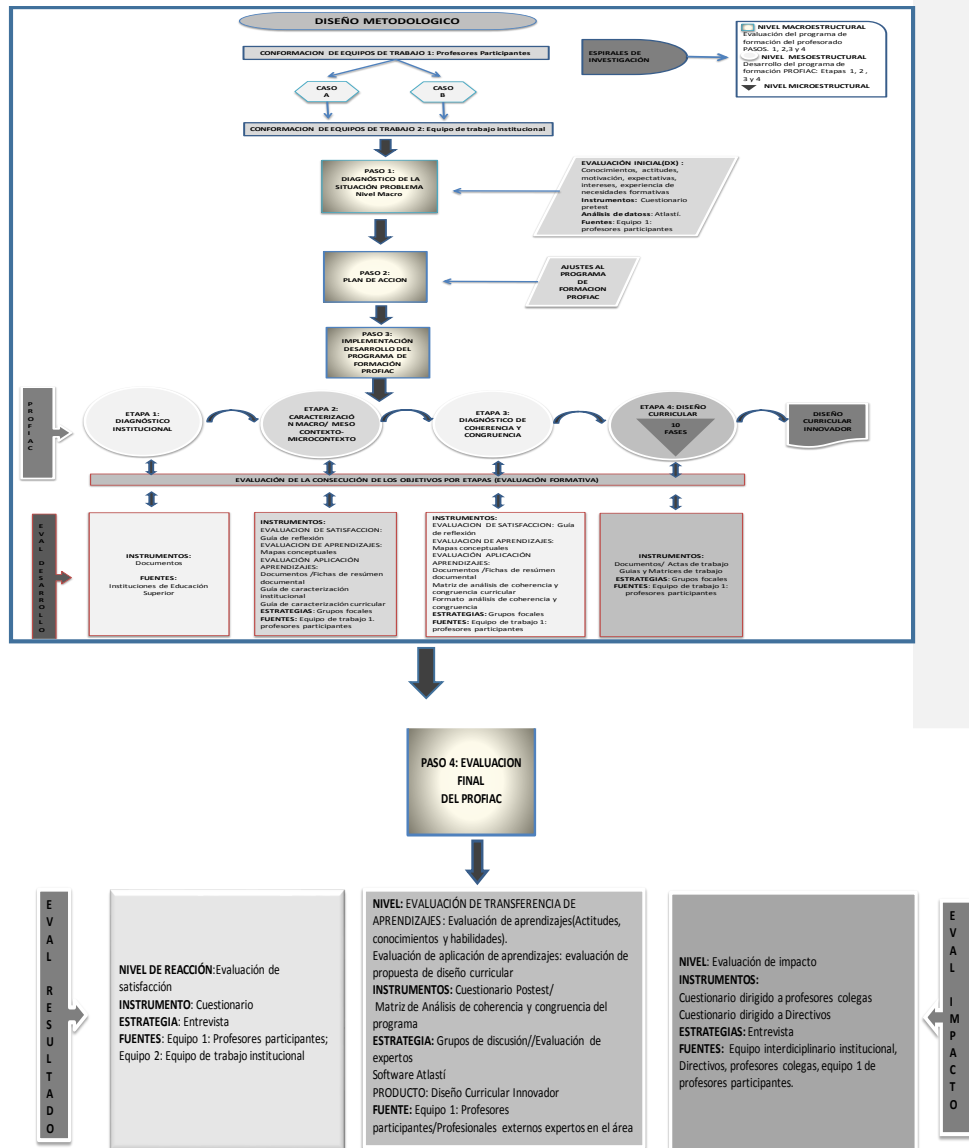 DISEÑO METODOLOGICO
CONFORMACION DE EQUIPOS DE TRABAJO 1: Profesores Participantes
ESPIRALES DE
INVESTIGACIÓN
NIVEL MACROESTRUCTURAL
Evaluación del programa de
formación del profesorado
PASOS. 1, 2,3 y 4
NIVEL MESOESTRUCTURAL
Desarrollo del programa de
formación PROFIAC: Etapas 1, 2 ,
3 y 4
NIVEL MICROESTRUCTURAL
CASO
A
CASO
B
CONFORMACION DE EQUIPOS DE TRABAJO 2: Equipo de trabajo institucional
PASO 1:
DIAGNÓSTICO DE LA
SITUACIÓN PROBLEMA
Nivel Macro
EVALUACIÓN INICIAL(DX) :
Conocimientos, actitudes,
motivación, expectativas,
intereses, experiencia de
necesidades formativas
Instrumentos: Cuestionario
pretest
Análisis de datoss: Atlastí.
Fuentes: Equipo 1:
profesores participantes
PASO 2:
PLAN DE ACCION
AJUSTES AL
PROGRAMA
DE
FORMACION
PROFIAC
PASO 3:
IMPLEMENTACIÓN
DESARROLLO DEL
PROGRAMA DE
FORMACIÓN
PROFIAC
PROFIAC
ETAPA 1:
DIAGNÓSTICO
INSTITUCIONAL
ETAPA 2:
CARACTERIZACIÓ
N MACRO/ MESO
CONTEXTO-
MICROCONTEXTO
ETAPA 3:
DIAGNÓSTICO DE
COHERENCIA Y
CONGRUENCIA
ETAPA 4: DISEÑO
CURRICULAR
10
FASES
DISEÑO
CURRICULAR
INNOVADOR
EVALUACIÓN DE LA CONSECUCIÓN DE LOS OBJETIVOS POR ETAPAS (EVALUACIÓN FORMATIVA)
EVAL DESARROLLO
INSTRUMENTOS:
Documentos
FUENTES:
Instituciones de Educación
Superior
INSTRUMENTOS:
EVALUACION DE SATISFACCION:
Guía de reflexión
EVALUACION DE APRENDIZAJES:
Mapas conceptuales
EVALUACIÓN APLICACIÓN
APRENDIZAJES:
Documentos /Fichas de resúmen
documental
Guía de caracterización
institucional
Guía de caracterización curricular
ESTRATEGIAS: Grupos focales
FUENTES: Equipo de trabajo 1.
profesores participantes
INSTRUMENTOS:
EVALUACION DE SATISFACCION: Guía
de reflexión
EVALUACION DE APRENDIZAJES:
Mapas conceptuales
EVALUACIÓN APLICACIÓN
APRENDIZAJES:
Documentos /Fichas de resúmen
documental
Matriz de análisis de coherencia y
congruencia curricular
Formato análisis de coherencia y
congruencia
ESTRATEGIAS: Grupos focales
FUENTES: Equipo de trabajo 1:
profesores participantes
INSTRUMENTOS:
Documentos/ Actas de trabajo
Guías y Matrices de trabajo
ESTRATEGIAS: Grupos focales
FUENTES: Equipo de trabajo 1:
profesores participantes
PASO 4: EVALUACION
FINAL
DEL PROFIAC
EVAL RESULTADO
NIVEL DE REACCIÓN:Evaluación de
satisfacción
INSTRUMENTO: Cuestionario
ESTRATEGIA: Entrevista
FUENTES: Equipo 1: Profesores participantes;
Equipo 2: Equipo de trabajo institucional
NIVEL: EVALUACIÓN DE TRANSFERENCIA DE
APRENDIZAJES : Evaluación de aprendizajes(Actitudes,
conocimientos y habilidades).
Evaluación de aplicación de aprendizajes: evaluación de
propuesta de diseño curricular
INSTRUMENTOS: Cuestionario Postest/
Matriz de Análisis de coherencia y congruencia del
programa
ESTRATEGIA: Grupos de discusión//Evaluación de
expertos
Software Atlastí
PRODUCTO: Diseño Curricular Innovador
FUENTE: Equipo 1: Profesores
participantes/Profesionales externos expertos en el área
NIVEL: Evaluación de impacto
INSTRUMENTOS:
Cuestionario dirigido a profesores colegas
Cuestionario dirigido a Directivos
ESTRATEGIAS: Entrevista
FUENTES: Equipo interdiciplinario institucional,
Directivos, profesores colegas, equipo 1 de
profesores participantes.
EVAL IMPACTO